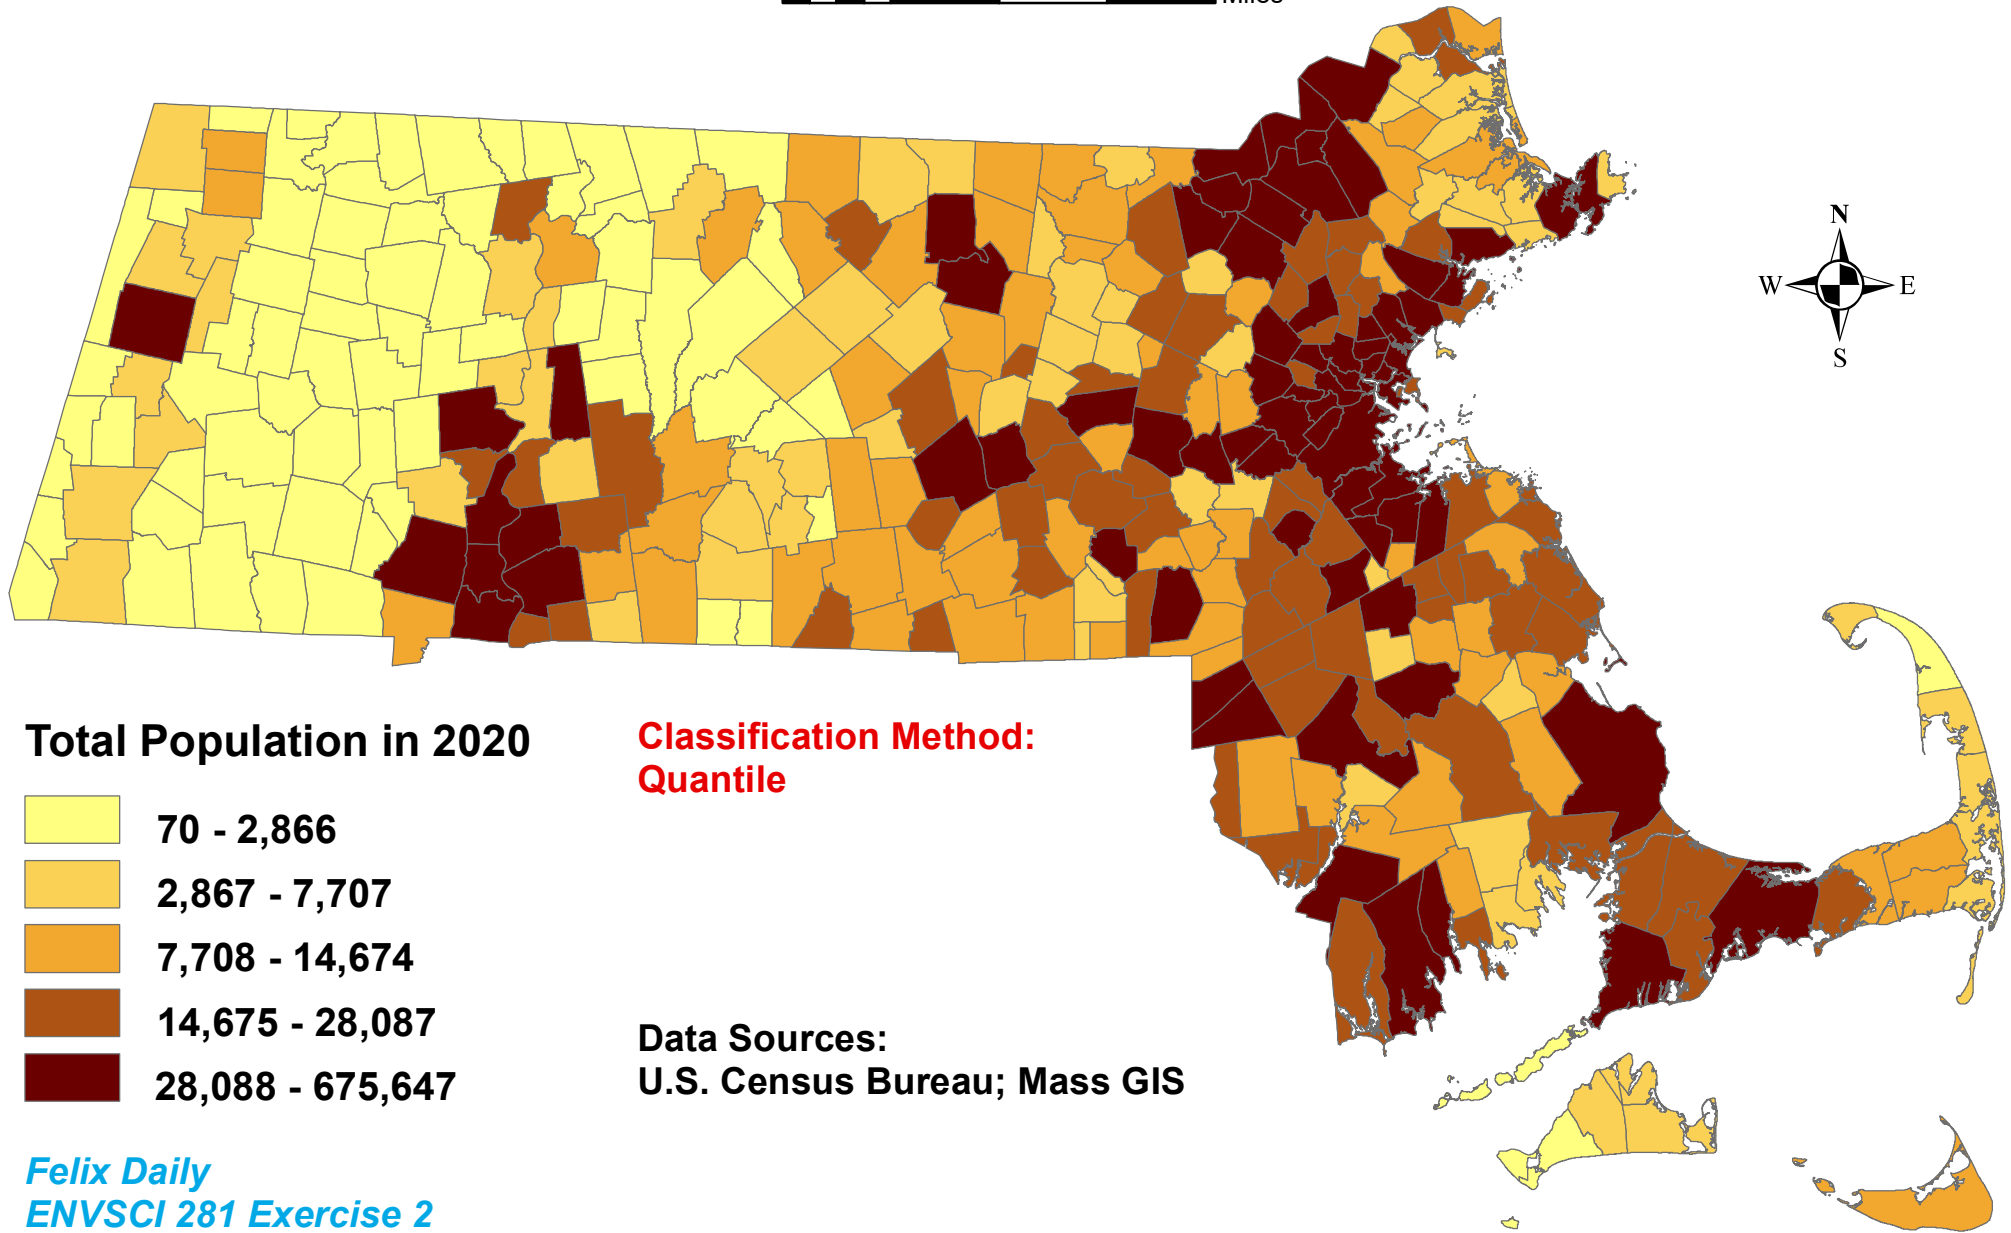 Miles
N
W E
S
Total Population in 2020
70 - 2,866
2,867 - 7,707
7,708 - 14,674
14,675 - 28,087
28,088 - 675,647
Classification Method:
Quantile
Data Sources:
U.S. Census Bureau; Mass GIS
Felix Daily
ENVSCI 281 Exercise 2